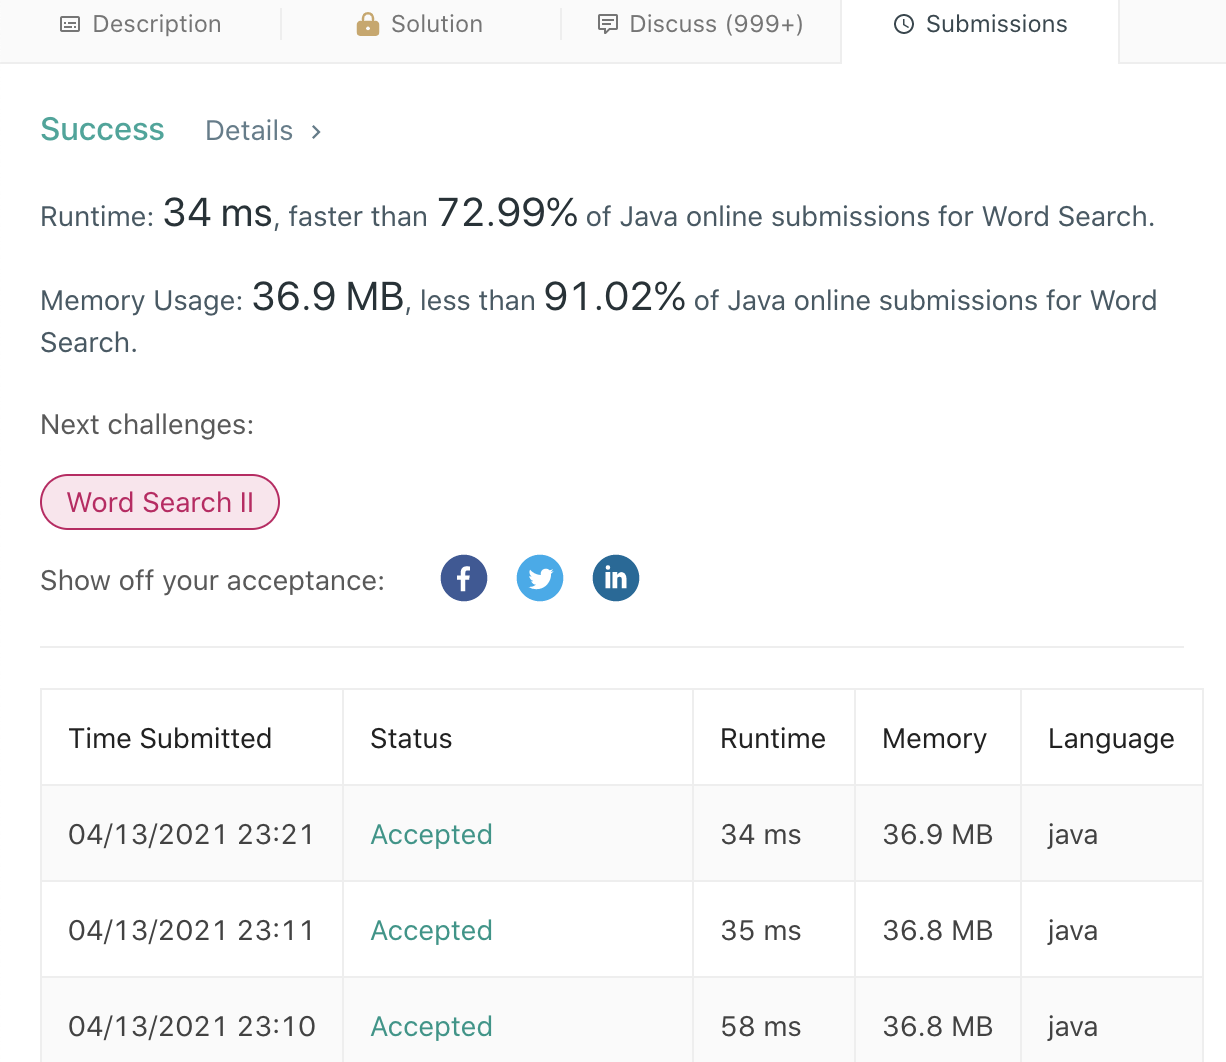 Description Solution Discuss (999+) Submissions
Success Details >
Runtime: 34 ms, faster than 72.99% of Java online submissions for Word Search.
Memory Usage: 36.9 MB, less than 91.02% of Java online submissions for Word
Search.
Next challenges:
Word Search II
Show off your acceptance: f in
Time Submitted Status Runtime Memory Language
04/13/2021 23:21 Accepted 34 ms 36.9 MB java
04/13/2021 23:11 Accepted 35 ms 36.8 MB java
04/13/2021 23:10 Accepted 58 ms 36.8 MB java